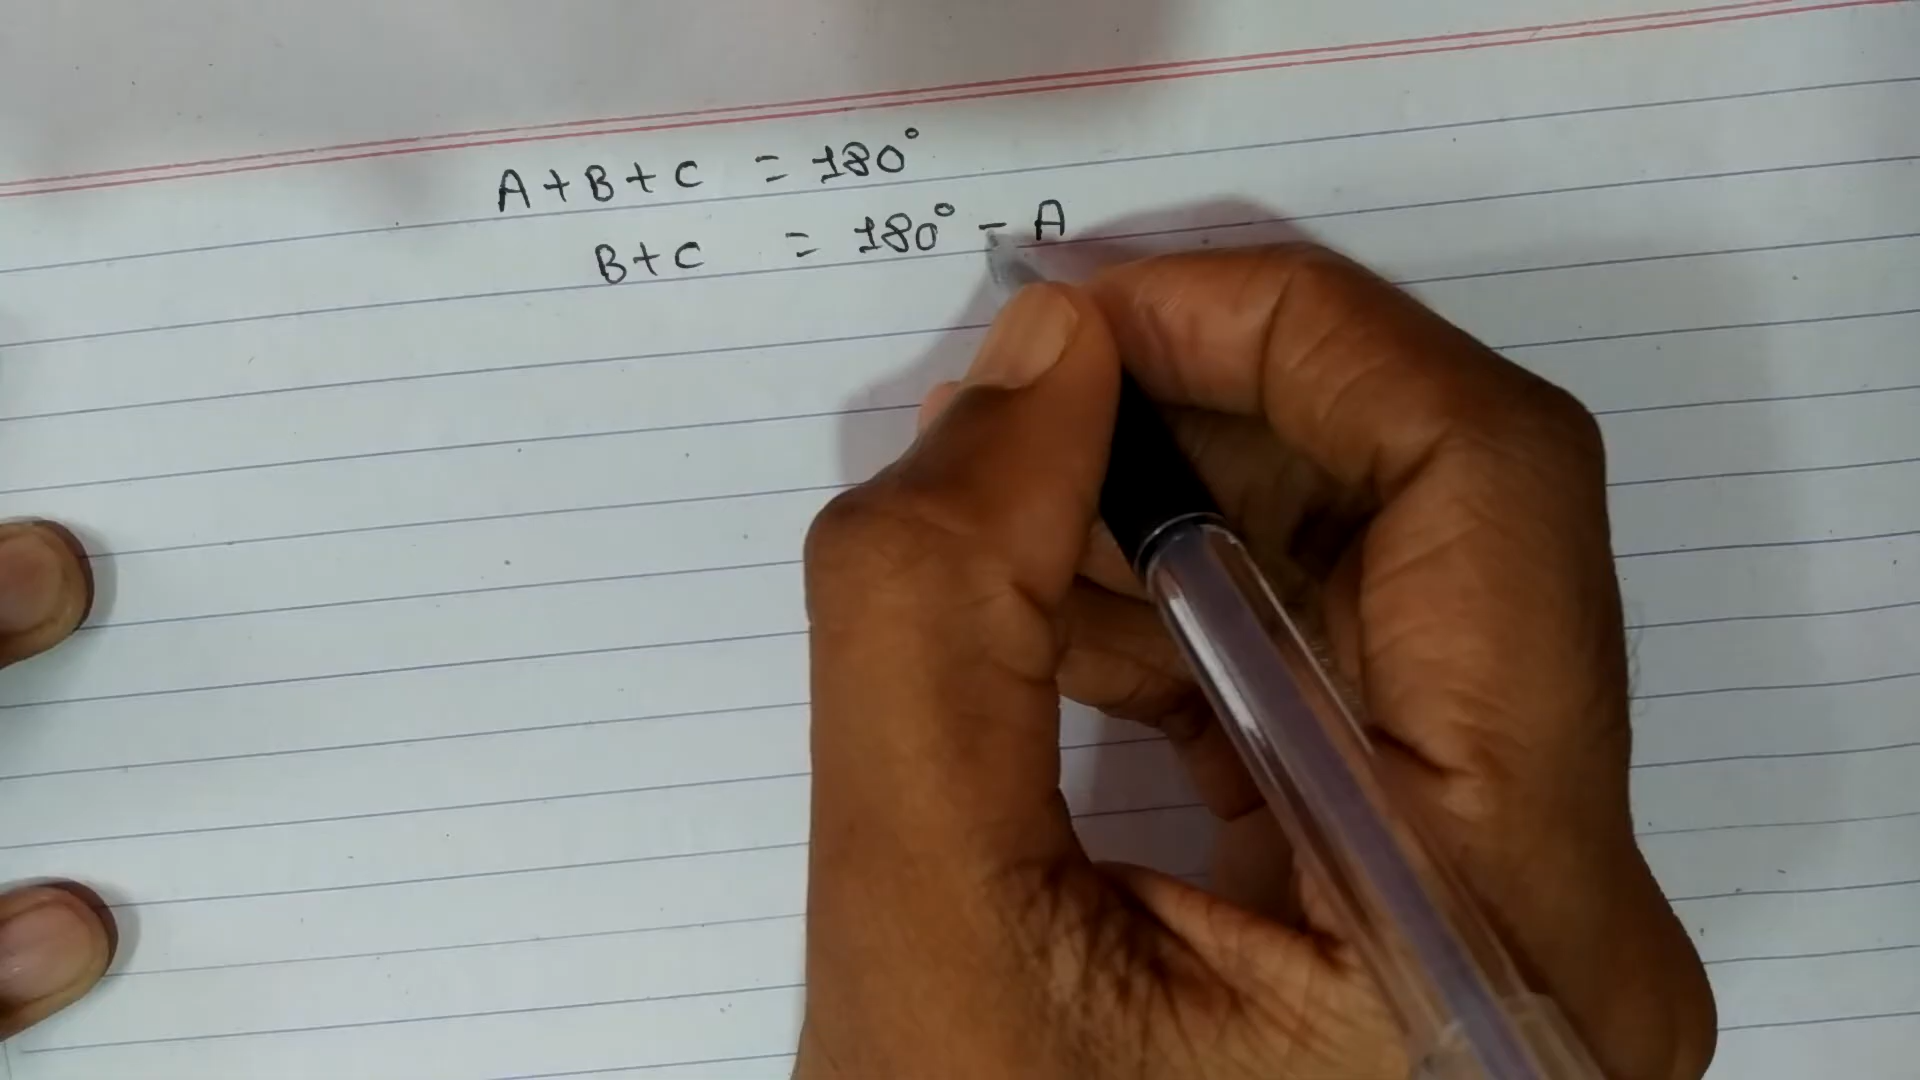 A + B + C = 180°
B + C = 180° - A